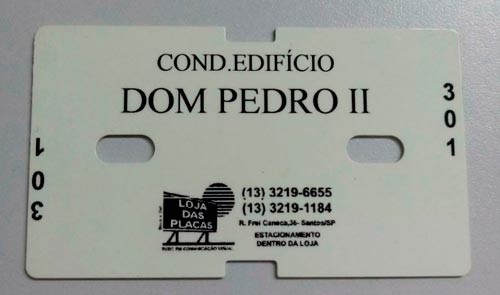 COND.EDIFÍCIO
DOM PEDRO II
301
301
LOJA
DAS
PLACAS
(13) 3219-6655
(13) 3219-1184
R. Frei Caneca,36- Santos/SP
ESTACIONAMENTO
DENTRO DA LOJA